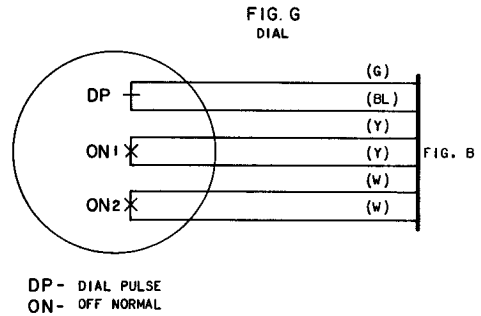 FIG. G
DIAL
(G)
DP
(BL)
(Y)
ON1
(Y)
FIG. B
(W)
ON2
(W)
DP- DIAL PULSE
ON- OFF NORMAL